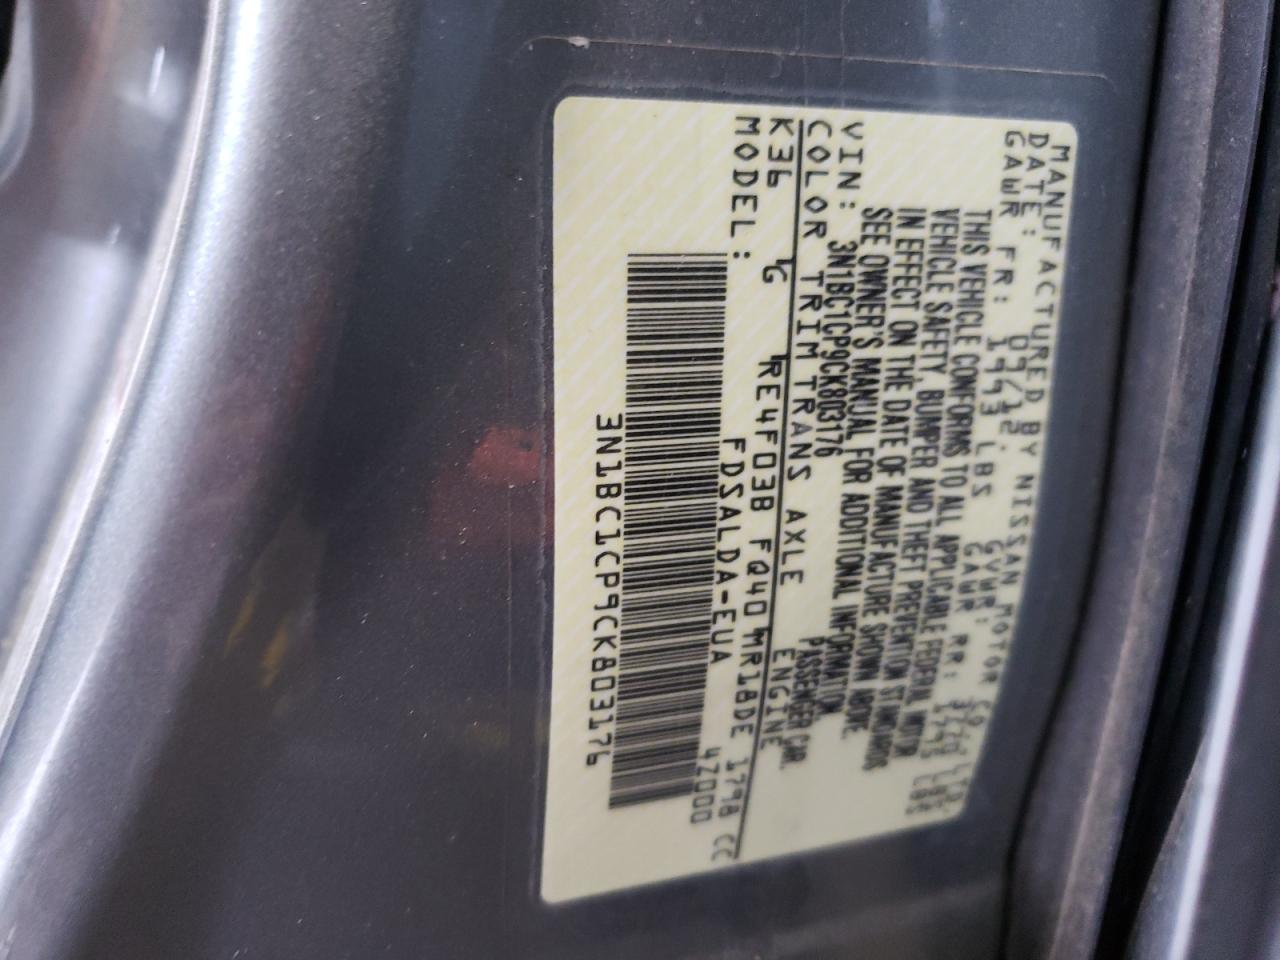 MANUFACTURED BY NISSAN MOTOR CO., LTD.
DATE: 09/12. GVWR: 3720 LBS
GAWR FR: 1993 LBS GAWR RR: LBS
THIS VEHICLE CONFORMS TO ALL APPLICABLE FEDERAL MOTOR
VEHICLE SAFETY, BUMPER AND THEFT PREVENTION STANDARDS
IN EFFECT ON THE DATE OF MANUFACTURE SHOWN ABOVE.
SEE OWNER'S MANUAL FOR ADDITIONAL INFORMATION.
VIN: 3N1BC1CP9CK803176 PASSENGER CAR.
COLOR TRIM TRANS AXLE ENGINE
K36 G RE4F03B FQ40 MR18DE 1798 CC
MODEL: FDSALDA-EUA 4Z000
3N1BC1CP9CK803176